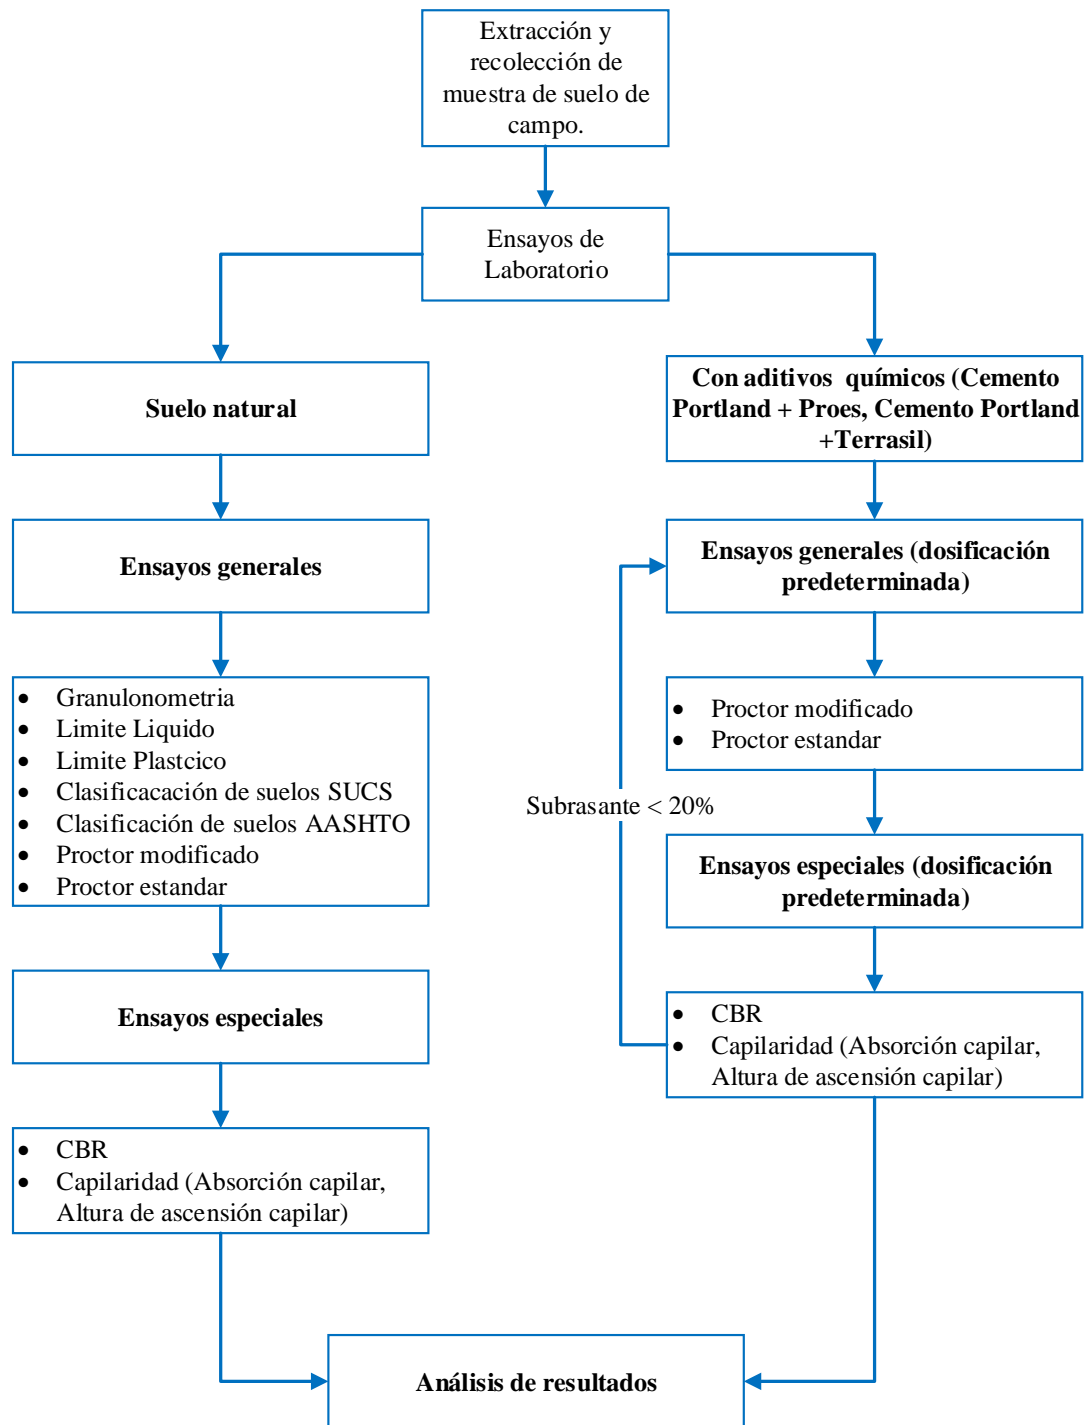 Extracción y
recolección de
muestra de suelo de
campo.
Ensayos de
Laboratorio
Suelo natural
Ensayos generales
• Granulonometria
• Limite Liquido
• Limite Plastcico
• Clasificacación de suelos SUCS
• Clasificación de suelos AASHTO
• Proctor modificado
• Proctor estandar
Ensayos especiales
• CBR
• Capilaridad (Absorción capilar,
Altura de ascensión capilar)
Con aditivos químicos (Cemento
Portland + Proes, Cemento Portland
+Terrasil)
Ensayos generales (dosificación
predeterminada)
• Proctor modificado
• Proctor estandar
Subrasante < 20%
Ensayos especiales (dosificación
predeterminada)
• CBR
• Capilaridad (Absorción capilar,
Altura de ascensión capilar)
Análisis de resultados